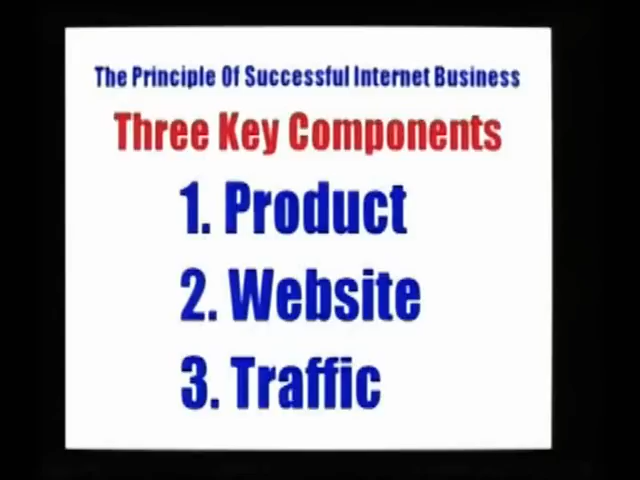 The Principle Of Successful Internet Business
Three Key Components
1. Product
2. Website
3. Traffic